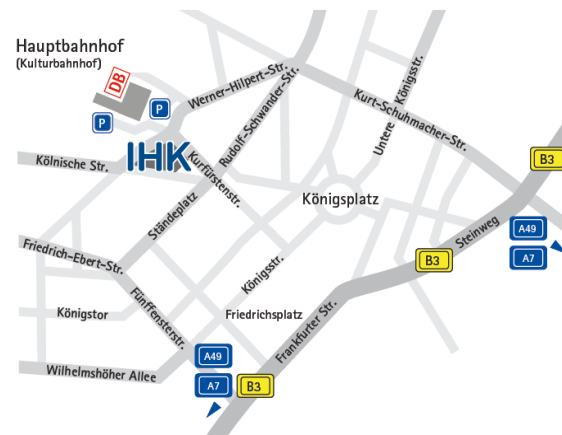 Hauptbahnhof
(Kulturbahnhof)
DB
P
P
Werner-Hilpert-Str.
Rudolf-Schwander-Str.
Kurt-Schuhmacher-Str.
Untere Königsstr.
B3
Kölnische Str.
IHK
Kurfürstenstr.
Ständeplatz
Königsplatz
Steinweg
A49
A7
B3
Friedrich-Ebert-Str.
Königsstr.
Königstor
Fünffensterstr.
Friedrichsplatz
Frankfurter Str.
Wilhelmshöher Allee
A49
A7
B3